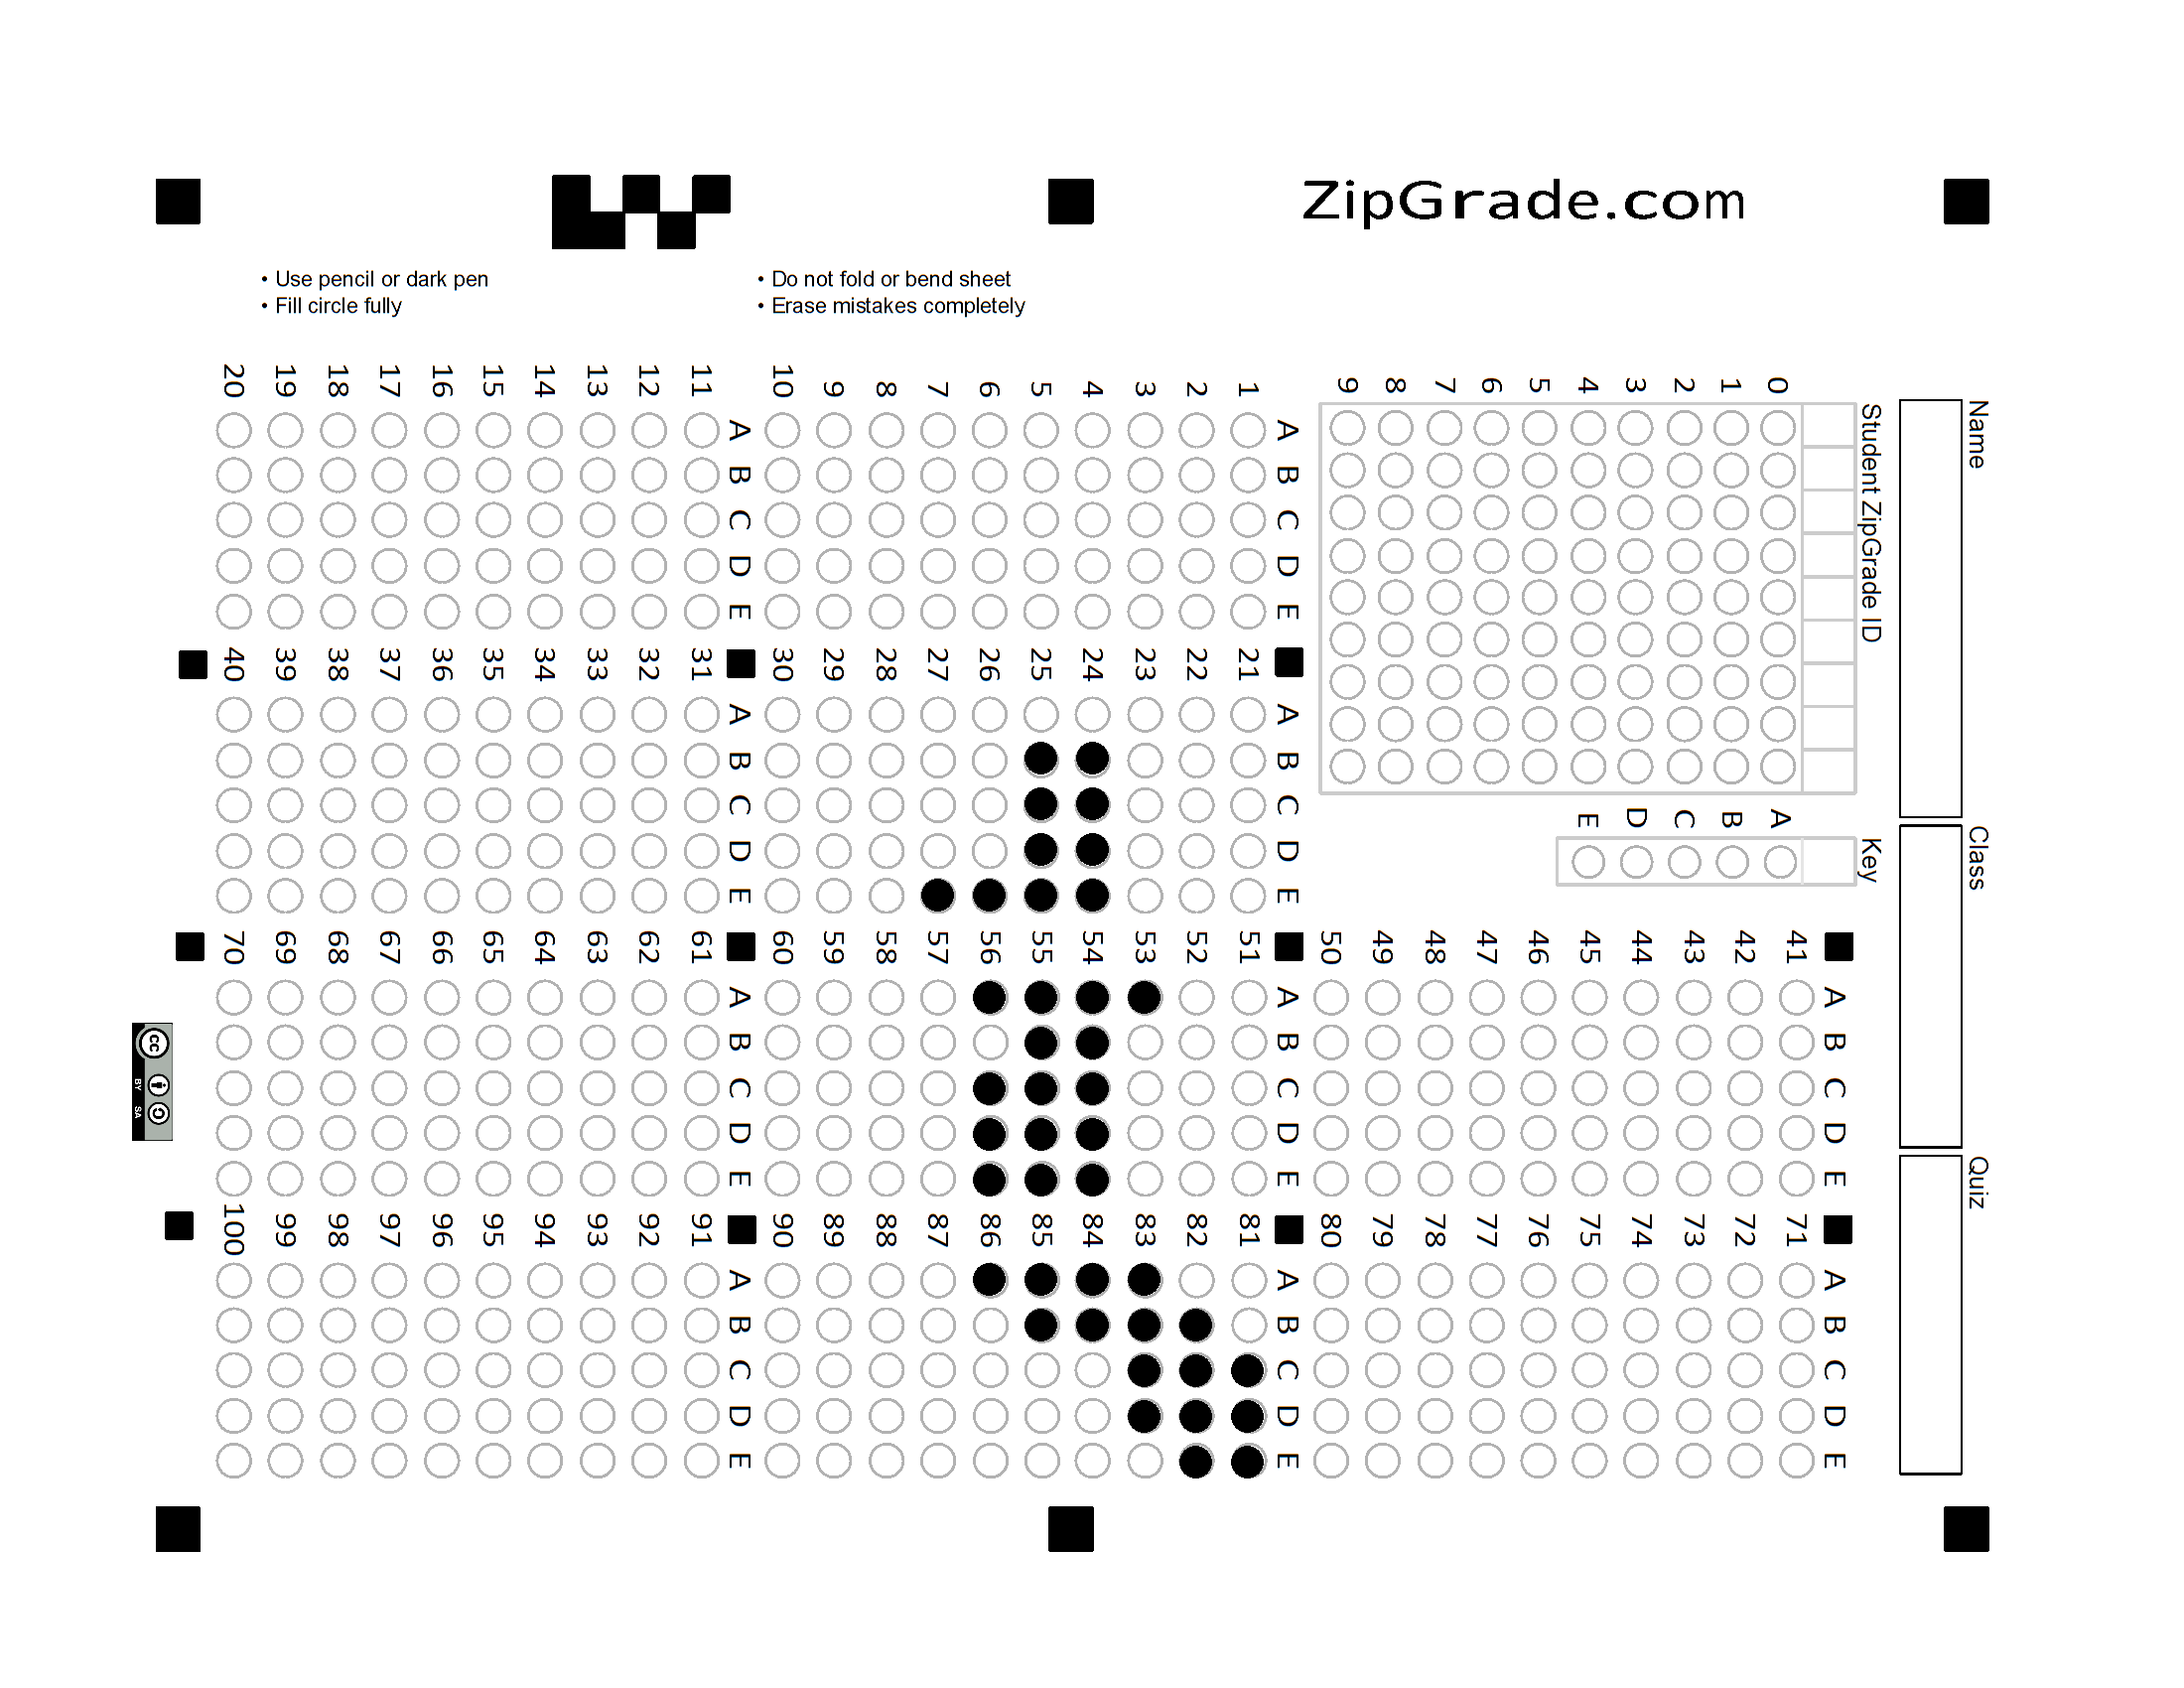 ZipGrade.com
• Use pencil or dark pen
• Fill circle fully
• Do not fold or bend sheet
• Erase mistakes completely
Name
Class
Quiz
Student ZipGrade ID
0 1 2 3 4 5 6 7 8 9
Key
A B C D E
A B C D E
1 2 3 4 5 6 7 8 9 10
A B C D E
11 12 13 14 15 16 17 18 19 20
A B C D E
21 22 23 24 25 26 27 28 29 30
A B C D E
31 32 33 34 35 36 37 38 39 40
A B C D E
41 42 43 44 45 46 47 48 49 50
A B C D E
51 52 53 54 55 56 57 58 59 60
A B C D E
61 62 63 64 65 66 67 68 69 70
A B C D E
71 72 73 74 75 76 77 78 79 80
A B C D E
81 82 83 84 85 86 87 88 89 90
A B C D E
91 92 93 94 95 96 97 98 99 100
cc
BY SA